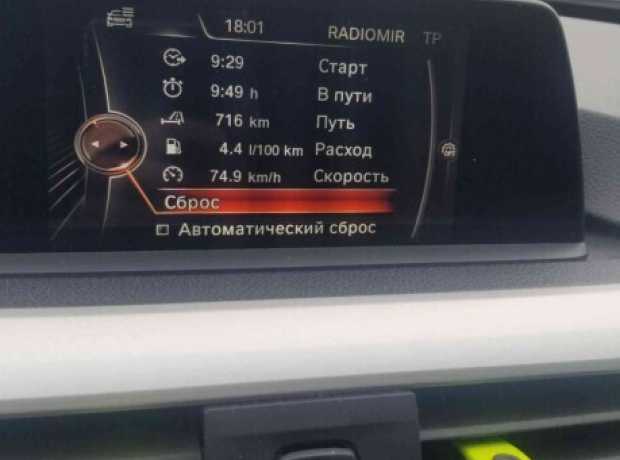 18:01 RADIOMIR TP
9:29 Старт
9:49 h В пути
716 km Путь
4.4 l/100 km Расход
74.9 km/h Скорость
Сброс
Автоматический сброс